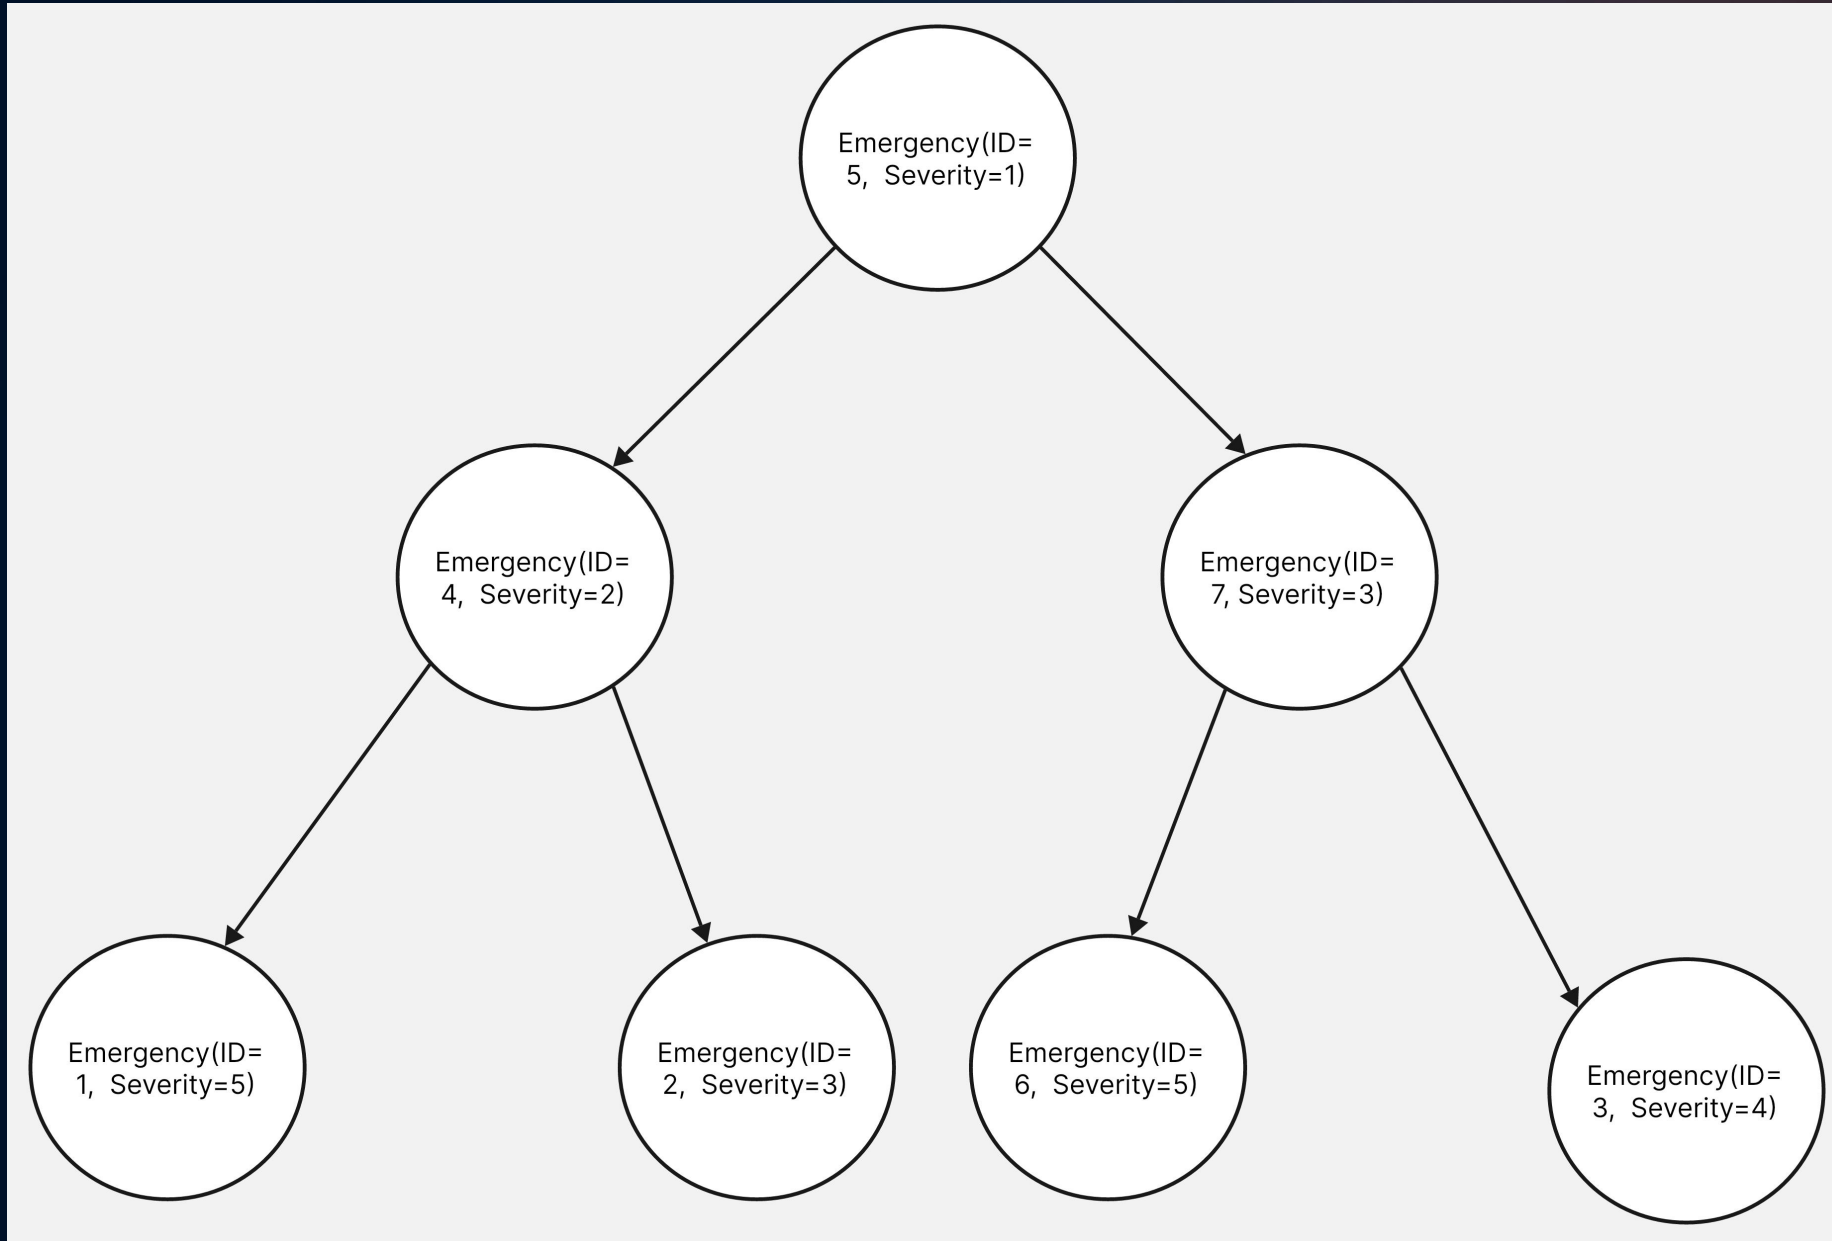 Emergency(ID=
5,  Severity=1)
Emergency(ID=
4,  Severity=2)
Emergency(ID=
7, Severity=3)
Emergency(ID=
1,  Severity=5)
Emergency(ID=
2,  Severity=3)
Emergency(ID=
6,  Severity=5)
Emergency(ID=
3,  Severity=4)